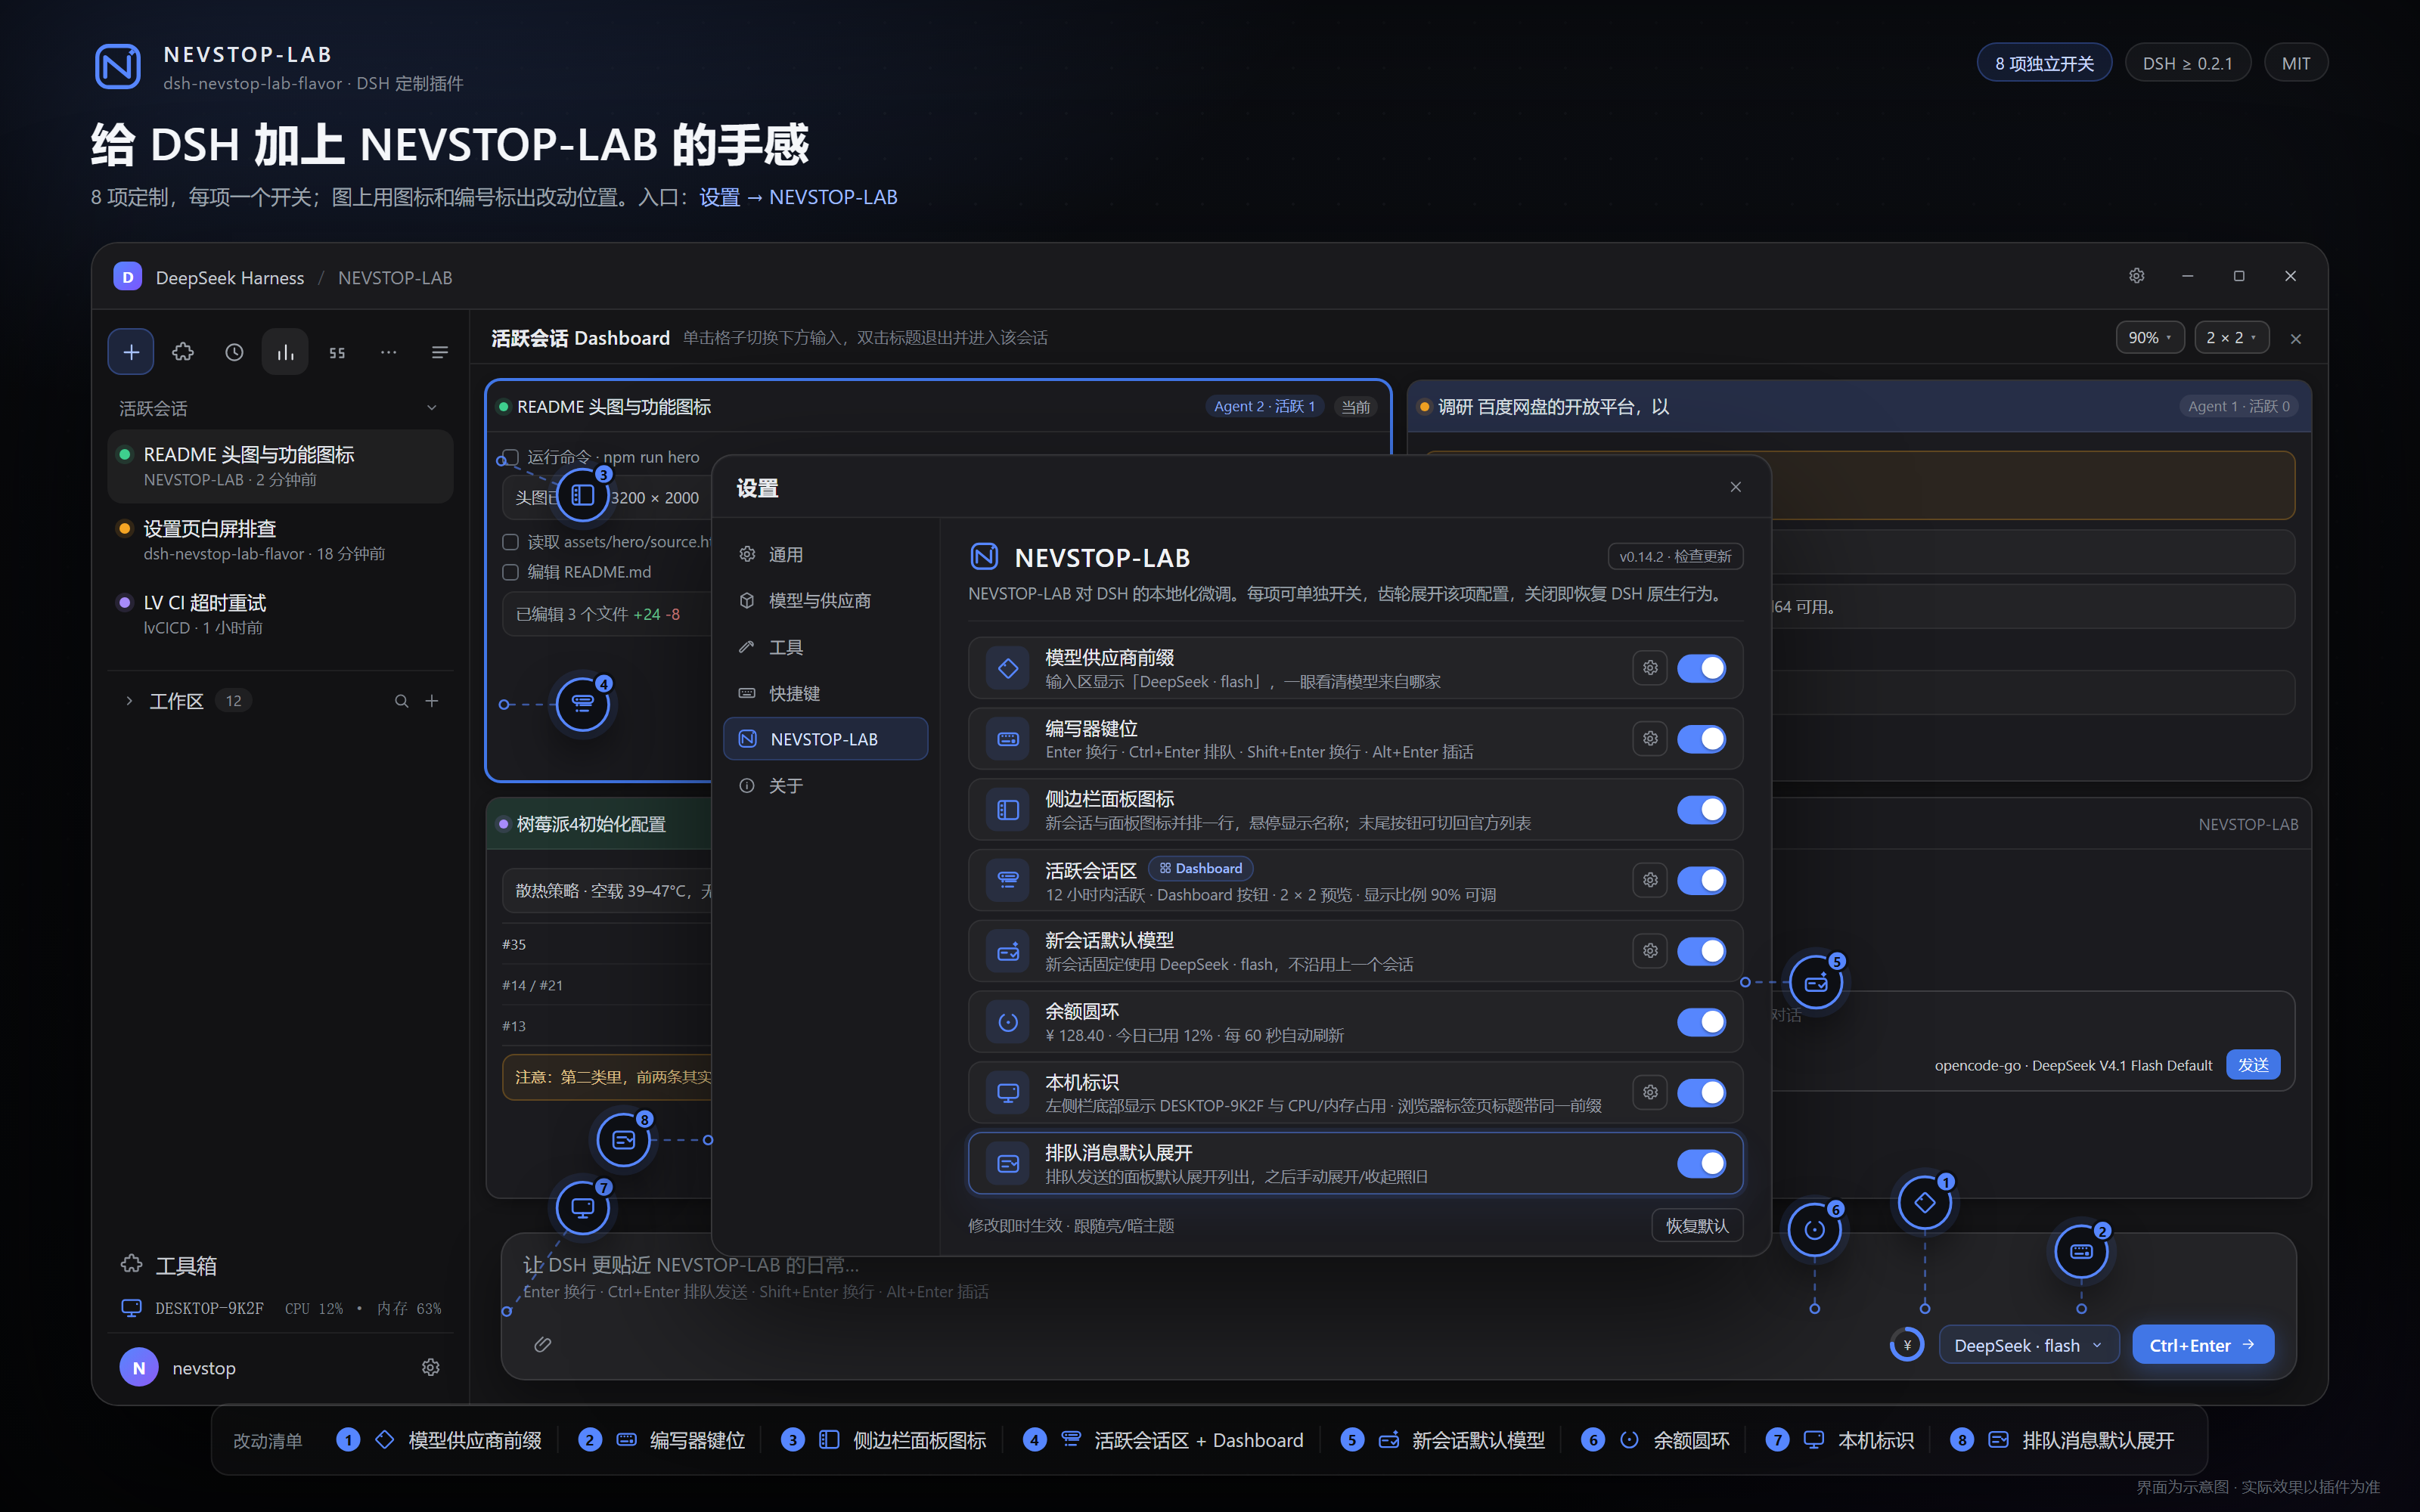 NEVSTOP-LAB
dsh-nevstop-lab-flavor · DSH 定制插件
8 项独立开关
DSH ≥ 0.2.1
MIT
给 DSH 加上 NEVSTOP-LAB 的手感
8 项定制，每项一个开关；图上用图标和编号标出改动位置。入口：设置 → NEVSTOP-LAB
D
DeepSeek Harness / NEVSTOP-LAB
活跃会话
README 头图与功能图标
NEVSTOP-LAB · 2 分钟前
设置页白屏排查
dsh-nevstop-lab-flavor · 18 分钟前
LV CI 超时重试
lvCICD · 1 小时前
工作区 12
工具箱
DESKTOP-9K2F CPU 12% • 内存 63%
N
nevstop
活跃会话 Dashboard 单击格子切换下方输入，双击标题退出并进入该会话
90%
2 × 2
README 头图与功能图标
Agent 2 · 活跃 1
当前
运行命令 · npm run hero
3
头图已
3200 × 2000
读取 assets/hero/source.h
编辑 README.md
已编辑 3 个文件 +24 -8
4
调研 百度网盘的开放平台，以
Agent 1 · 活跃 0
64 可用。
树莓派4初始化配置
散热策略 · 空载 39–47°C，
#35
#14 / #21
#13
注意：第二类里，前两条其实
8
7
NEVSTOP-LAB
5
对话
opencode-go · DeepSeek V4.1 Flash Default
发送
设置
通用
模型与供应商
工具
快捷键
NEVSTOP-LAB
关于
NEVSTOP-LAB
v0.14.2 · 检查更新
NEVSTOP-LAB 对 DSH 的本地化微调。每项可单独开关，齿轮展开该项配置，关闭即恢复 DSH 原生行为。
模型供应商前缀
输入区显示「DeepSeek · flash」，一眼看清模型来自哪家
编写器键位
Enter 换行 · Ctrl+Enter 排队 · Shift+Enter 换行 · Alt+Enter 插话
侧边栏面板图标
新会话与面板图标并排一行，悬停显示名称；末尾按钮可切回官方列表
活跃会话区 Dashboard
12 小时内活跃 · Dashboard 按钮 · 2 × 2 预览 · 显示比例 90% 可调
新会话默认模型
新会话固定使用 DeepSeek · flash，不沿用上一个会话
余额圆环
¥ 128.40 · 今日已用 12% · 每 60 秒自动刷新
本机标识
左侧栏底部显示 DESKTOP-9K2F 与 CPU/内存占用 · 浏览器标签页标题带同一前缀
排队消息默认展开
排队发送的面板默认展开列出，之后手动展开/收起照旧
修改即时生效 · 跟随亮/暗主题
恢复默认
6
1
2
让 DSH 更贴近 NEVSTOP-LAB 的日常...
Enter 换行 · Ctrl+Enter 排队发送 · Shift+Enter 换行 · Alt+Enter 插话
¥
DeepSeek · flash
Ctrl+Enter →
改动清单 1 模型供应商前缀 2 编写器键位 3 侧边栏面板图标 4 活跃会话区 + Dashboard 5 新会话默认模型 6 余额圆环 7 本机标识 8 排队消息默认展开
界面为示意图 · 实际效果以插件为准